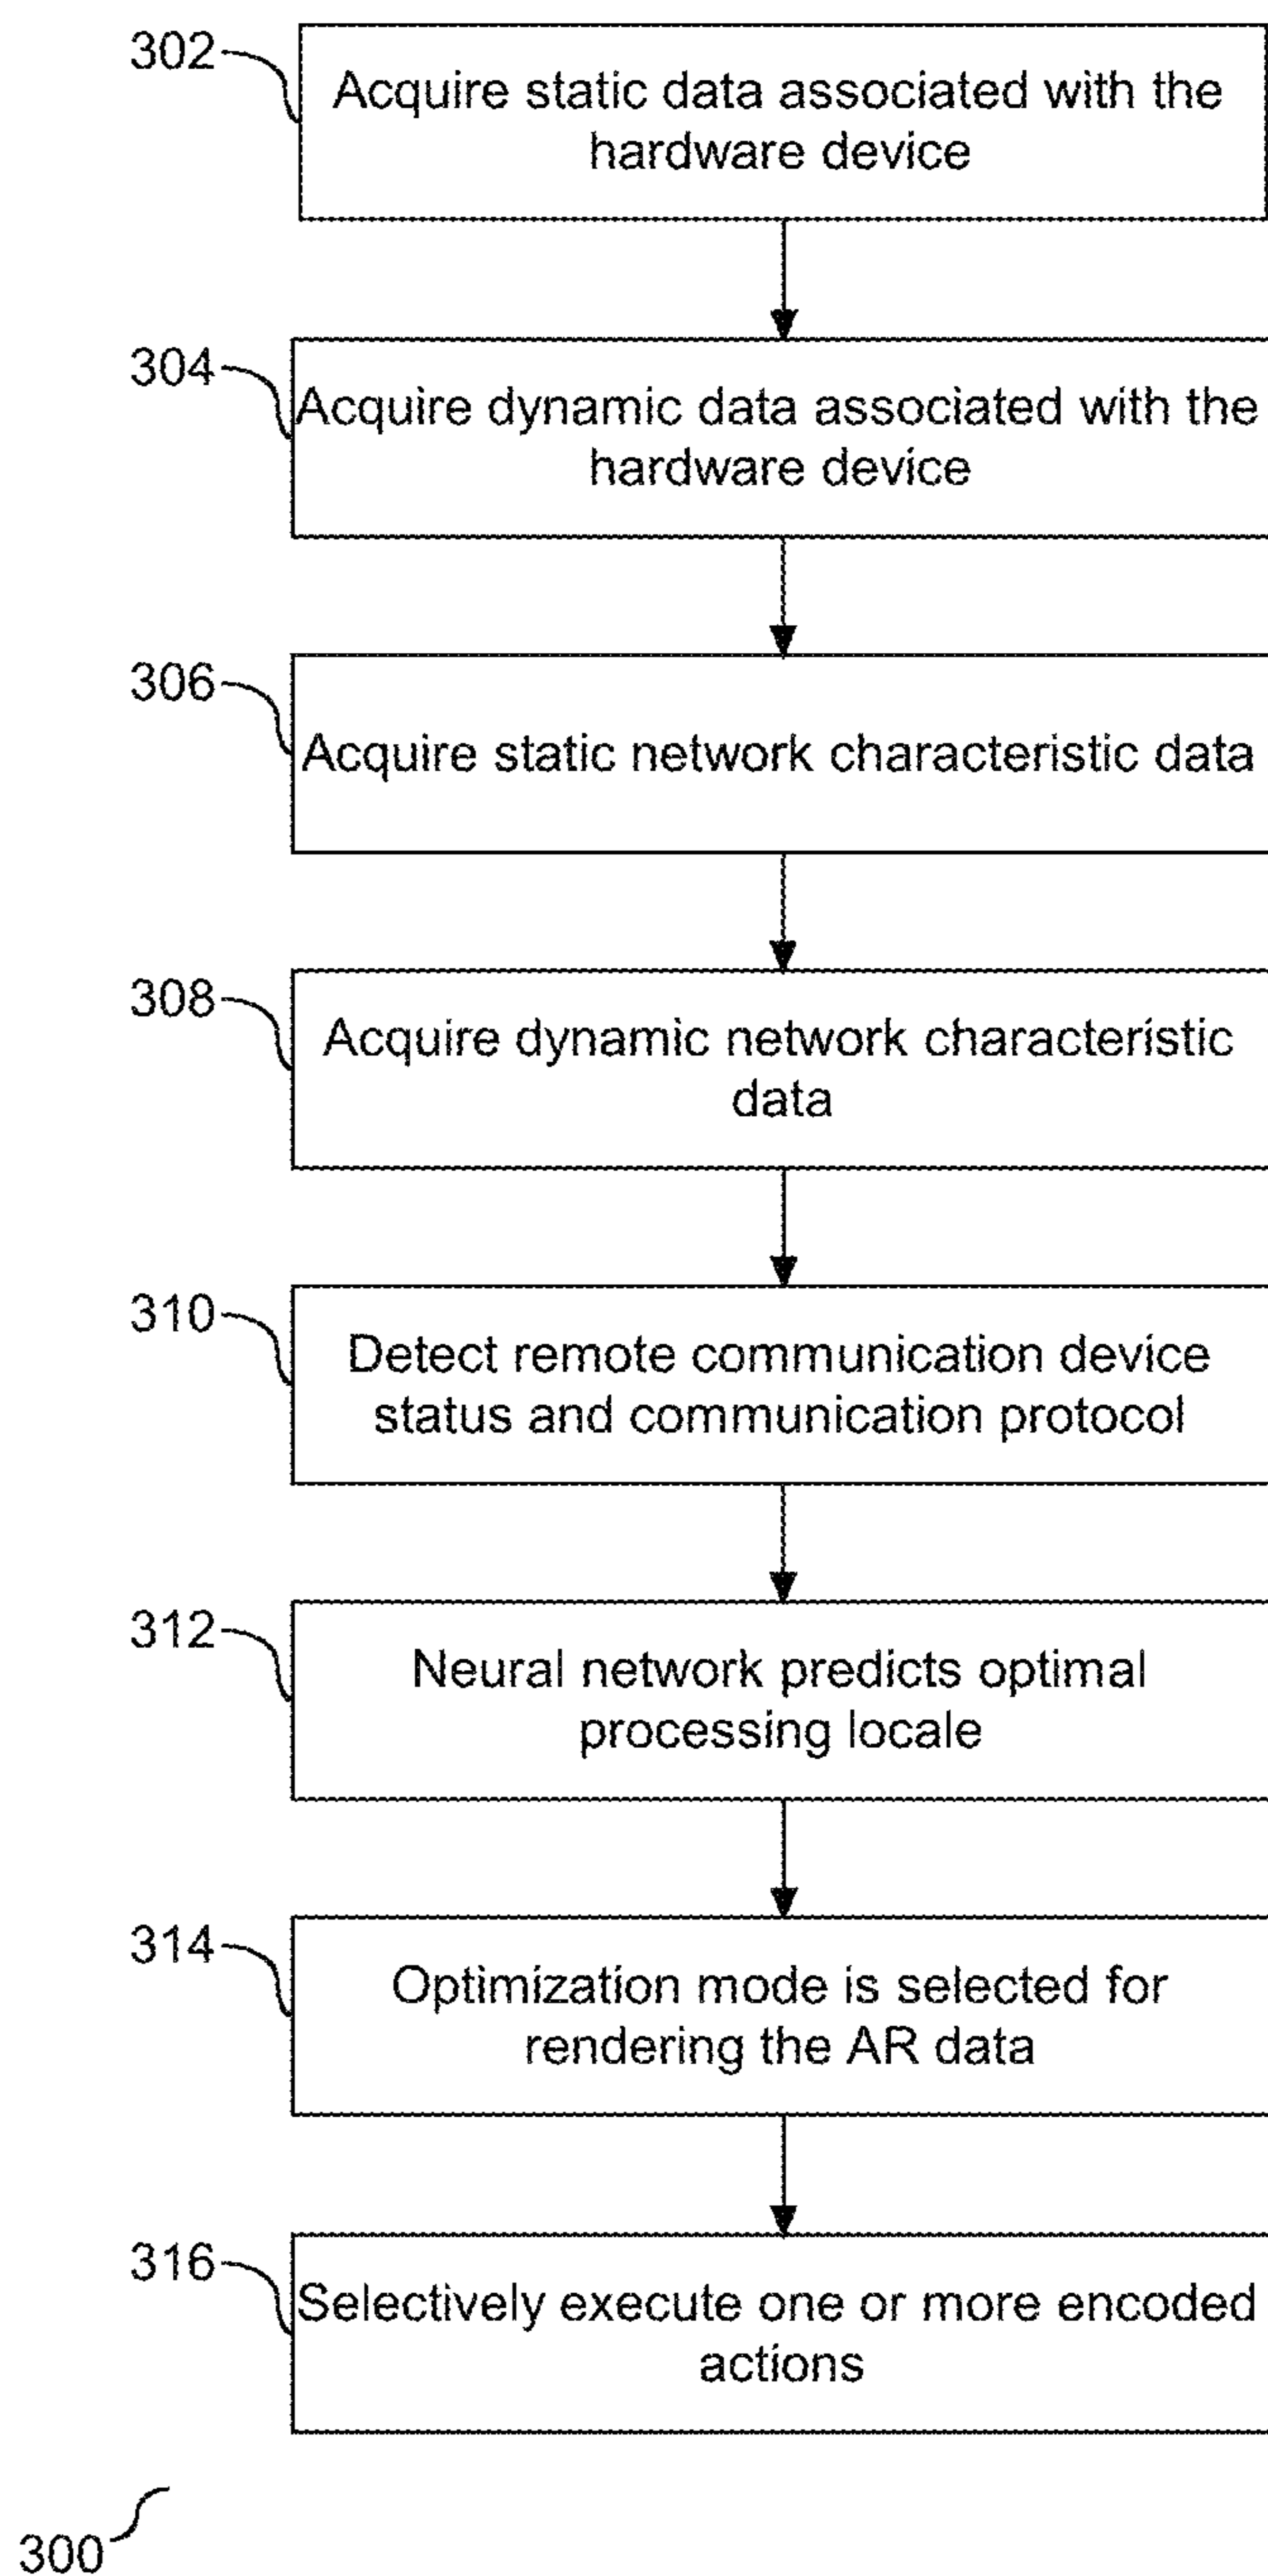 302
Acquire static data associated with the
hardware device
304
Acquire dynamic data associated with the
hardware device
306
Acquire static network characteristic data
308
Acquire dynamic network characteristic
data
310
Detect remote communication device
status and communication protocol
312
Neural network predicts optimal
processing locale
314
Optimization mode is selected for
rendering the AR data
316
Selectively execute one or more encoded
actions
300